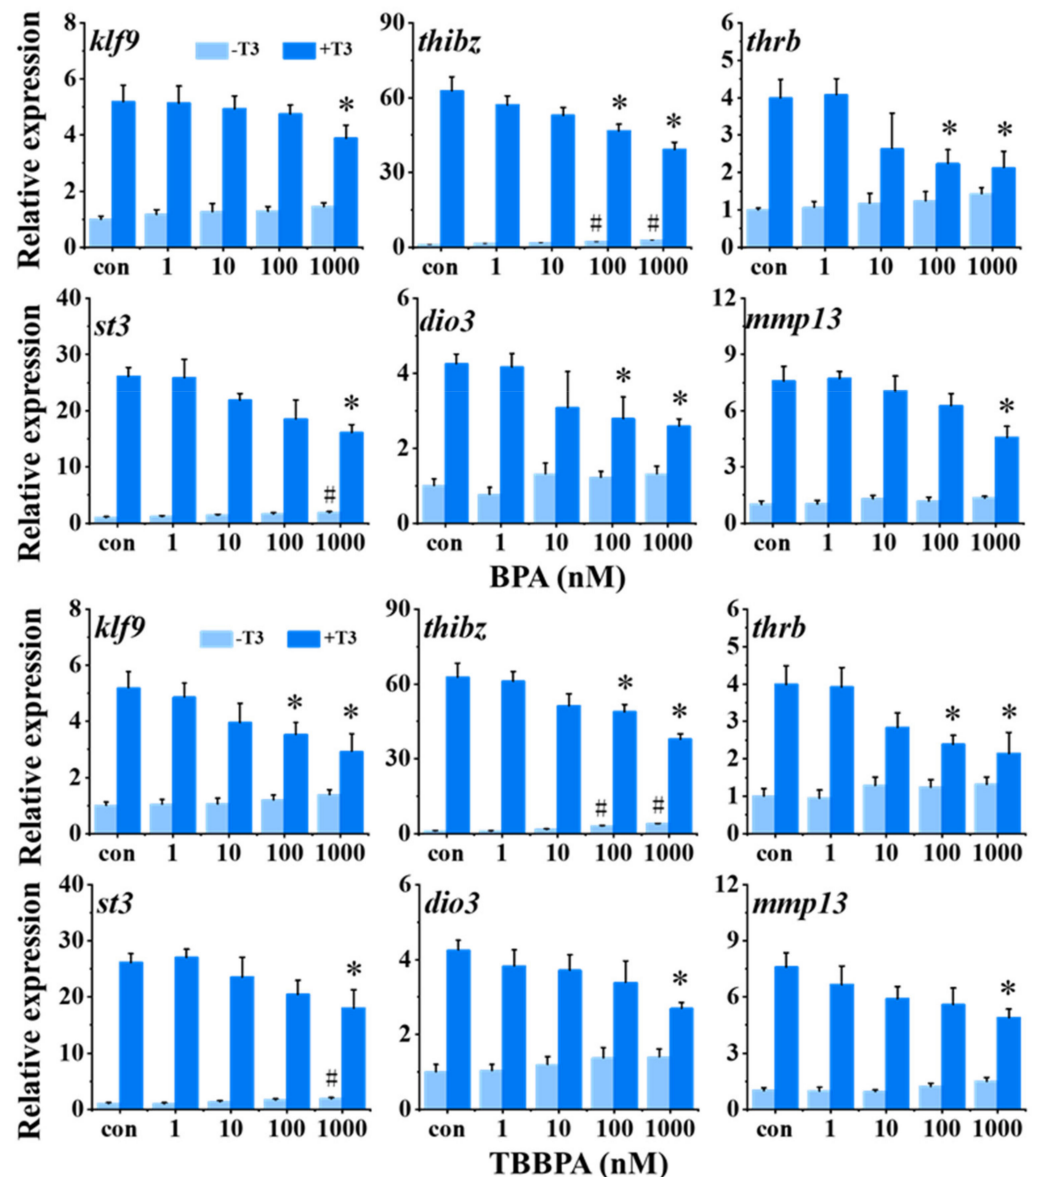 Relative expression
klf9
-T3 +T3
8
6
4
2
0
con 1 10 100 1000
*
thibz
90
60
30
0
con 1 10 100 1000
# # * *
thrb
6
5
4
3
2
1
0
con 1 10 100 1000
* *
Relative expression
st3
40
30
20
10
0
con 1 10 100 1000
# *
dio3
6
4
2
0
con 1 10 100 1000
* *
mmp13
12
9
6
3
0
con 1 10 100 1000
*
BPA (nM)
Relative expression
klf9
-T3 +T3
8
6
4
2
0
con 1 10 100 1000
* *
thibz
90
60
30
0
con 1 10 100 1000
# # * *
thrb
6
5
4
3
2
1
0
con 1 10 100 1000
* *
Relative expression
st3
40
30
20
10
0
con 1 10 100 1000
# *
dio3
6
4
2
0
con 1 10 100 1000
*
mmp13
12
9
6
3
0
con 1 10 100 1000
*
TBBPA (nM)